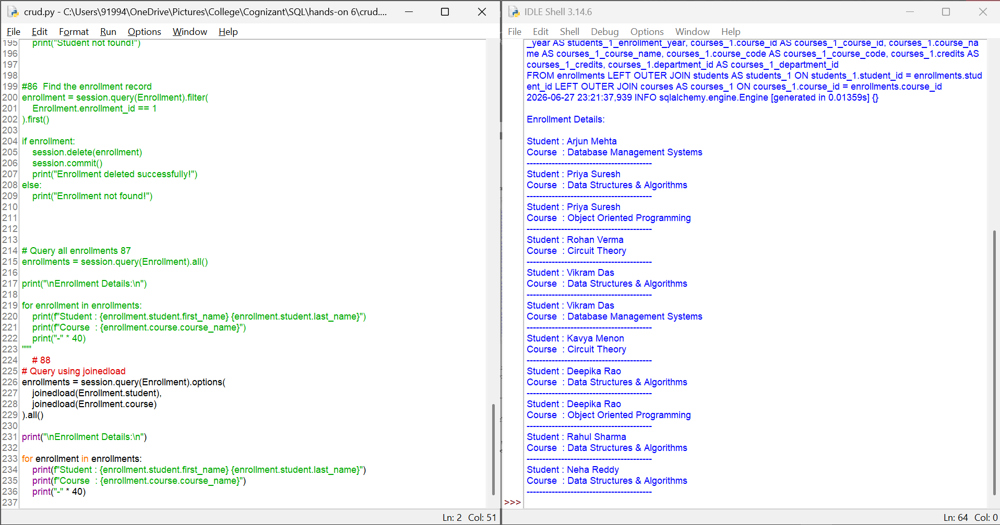 crud.py - C:\Users\91994\OneDrive\Pictures\College\Cognizant\SQL\hands-on 6\crud....
File Edit Format Run Options Window Help
195 print("Student not found!")
196
197
198
199 #86  Find the enrollment record
200 enrollment = session.query(Enrollment).filter(
201     Enrollment.enrollment_id == 1
202 ).first()
203
204 if enrollment:
205     session.delete(enrollment)
206     session.commit()
207     print("Enrollment deleted successfully!")
208 else:
209     print("Enrollment not found!")
210
211
212
213
214 # Query all enrollments 87
215 enrollments = session.query(Enrollment).all()
216
217 print("\nEnrollment Details:\n")
218
219 for enrollment in enrollments:
220     print(f"Student : {enrollment.student.first_name} {enrollment.student.last_name}")
221     print(f"Course  : {enrollment.course.course_name}")
222     print("-" * 40)
223 """
224     # 88
225 # Query using joinedload
226 enrollments = session.query(Enrollment).options(
227     joinedload(Enrollment.student),
228     joinedload(Enrollment.course)
229 ).all()
230
231 print("\nEnrollment Details:\n")
232
233 for enrollment in enrollments:
234     print(f"Student : {enrollment.student.first_name} {enrollment.student.last_name}")
235     print(f"Course  : {enrollment.course.course_name}")
236     print("-" * 40)
237
Ln: 2 Col: 51
IDLE Shell 3.14.6
File Edit Shell Debug Options Window Help
_year AS students_1_enrollment_year, courses_1.course_id AS courses_1_course_id, courses_1.course_na
me AS courses_1_course_name, courses_1.course_code AS courses_1_course_code, courses_1.credits AS
courses_1_credits, courses_1.department_id AS courses_1_department_id
FROM enrollments LEFT OUTER JOIN students AS students_1 ON students_1.student_id = enrollments.stud
ent_id LEFT OUTER JOIN courses AS courses_1 ON courses_1.course_id = enrollments.course_id
2026-06-27 23:21:37,939 INFO sqlalchemy.engine.Engine [generated in 0.01359s] {}
Enrollment Details:
Student : Arjun Mehta
Course  : Database Management Systems
----------------------------------------
Student : Priya Suresh
Course  : Data Structures & Algorithms
----------------------------------------
Student : Priya Suresh
Course  : Object Oriented Programming
----------------------------------------
Student : Rohan Verma
Course  : Circuit Theory
----------------------------------------
Student : Vikram Das
Course  : Data Structures & Algorithms
----------------------------------------
Student : Vikram Das
Course  : Database Management Systems
----------------------------------------
Student : Kavya Menon
Course  : Circuit Theory
----------------------------------------
Student : Deepika Rao
Course  : Data Structures & Algorithms
----------------------------------------
Student : Deepika Rao
Course  : Object Oriented Programming
----------------------------------------
Student : Rahul Sharma
Course  : Data Structures & Algorithms
----------------------------------------
Student : Neha Reddy
Course  : Data Structures & Algorithms
----------------------------------------
>>>
Ln: 64 Col: 0